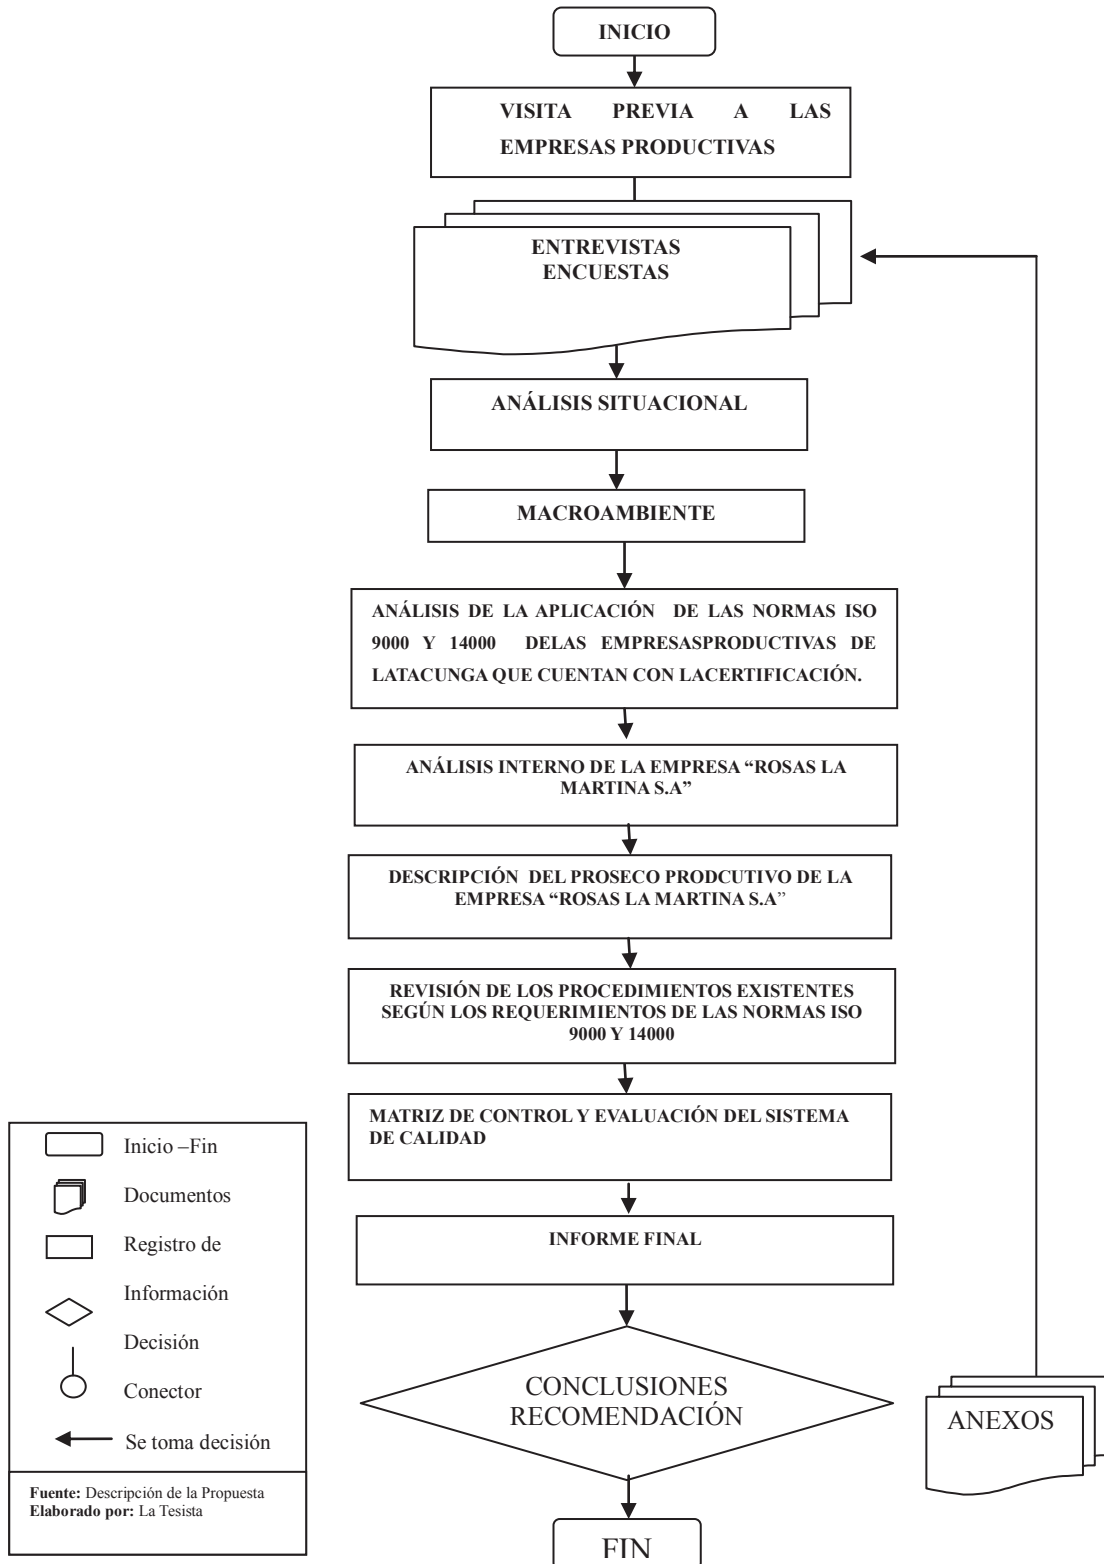 INICIO
VISITA PREVIA A LAS
EMPRESAS PRODUCTIVAS
ENTREVISTAS
ENCUESTAS
ANÁLISIS SITUACIONAL
MACROAMBIENTE
ANÁLISIS DE LA APLICACIÓN DE LAS NORMAS ISO
9000 Y 14000 DELAS EMPRESASPRODUCTIVAS DE
LATACUNGA QUE CUENTAN CON LACERTIFICACIÓN.
ANÁLISIS INTERNO DE LA EMPRESA “ROSAS LA
MARTINA S.A”
DESCRIPCIÓN DEL PROSECO PRODCUTIVO DE LA
EMPRESA “ROSAS LA MARTINA S.A”
REVISIÓN DE LOS PROCEDIMIENTOS EXISTENTES
SEGÚN LOS REQUERIMIENTOS DE LAS NORMAS ISO
9000 Y 14000
MATRIZ DE CONTROL Y EVALUACIÓN DEL SISTEMA
DE CALIDAD
INFORME FINAL
CONCLUSIONES
RECOMENDACIÓN
ANEXOS
FIN
Inicio –Fin
Documentos
Registro de
Información
Decisión
Conector
Se toma decisión
Fuente: Descripción de la Propuesta
Elaborado por: La Tesista